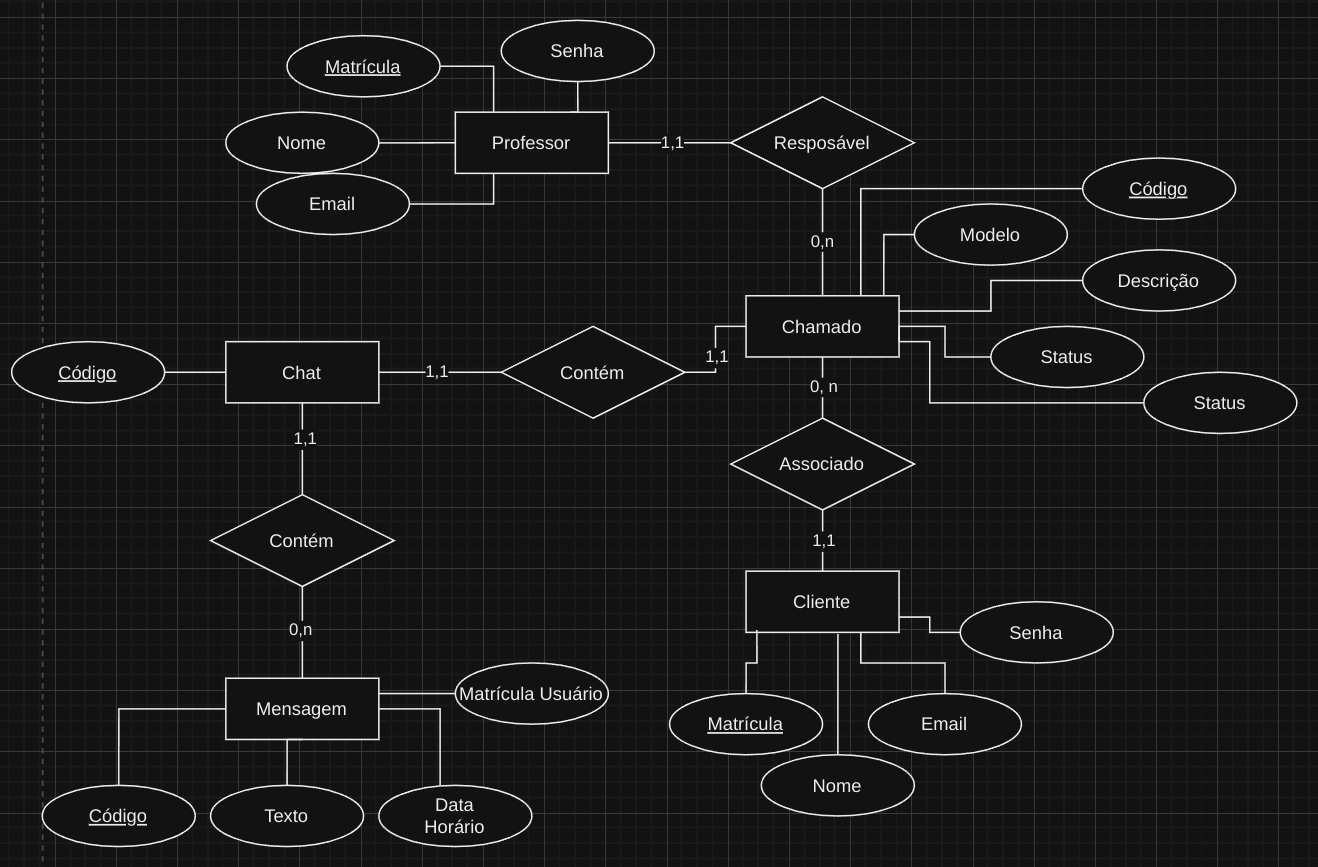 Senha
Matrícula
Nome
Professor
1,1
Resposável
Email
Código
Modelo
0,n
Descrição
Chamado
Status
1,1
Código
Chat
1,1
Contém
0, n
Status
1,1
Associado
Contém
1,1
Cliente
0,n
Senha
Matrícula Usuário
Mensagem
Matrícula
Email
Nome
Código
Texto
Data
Horário